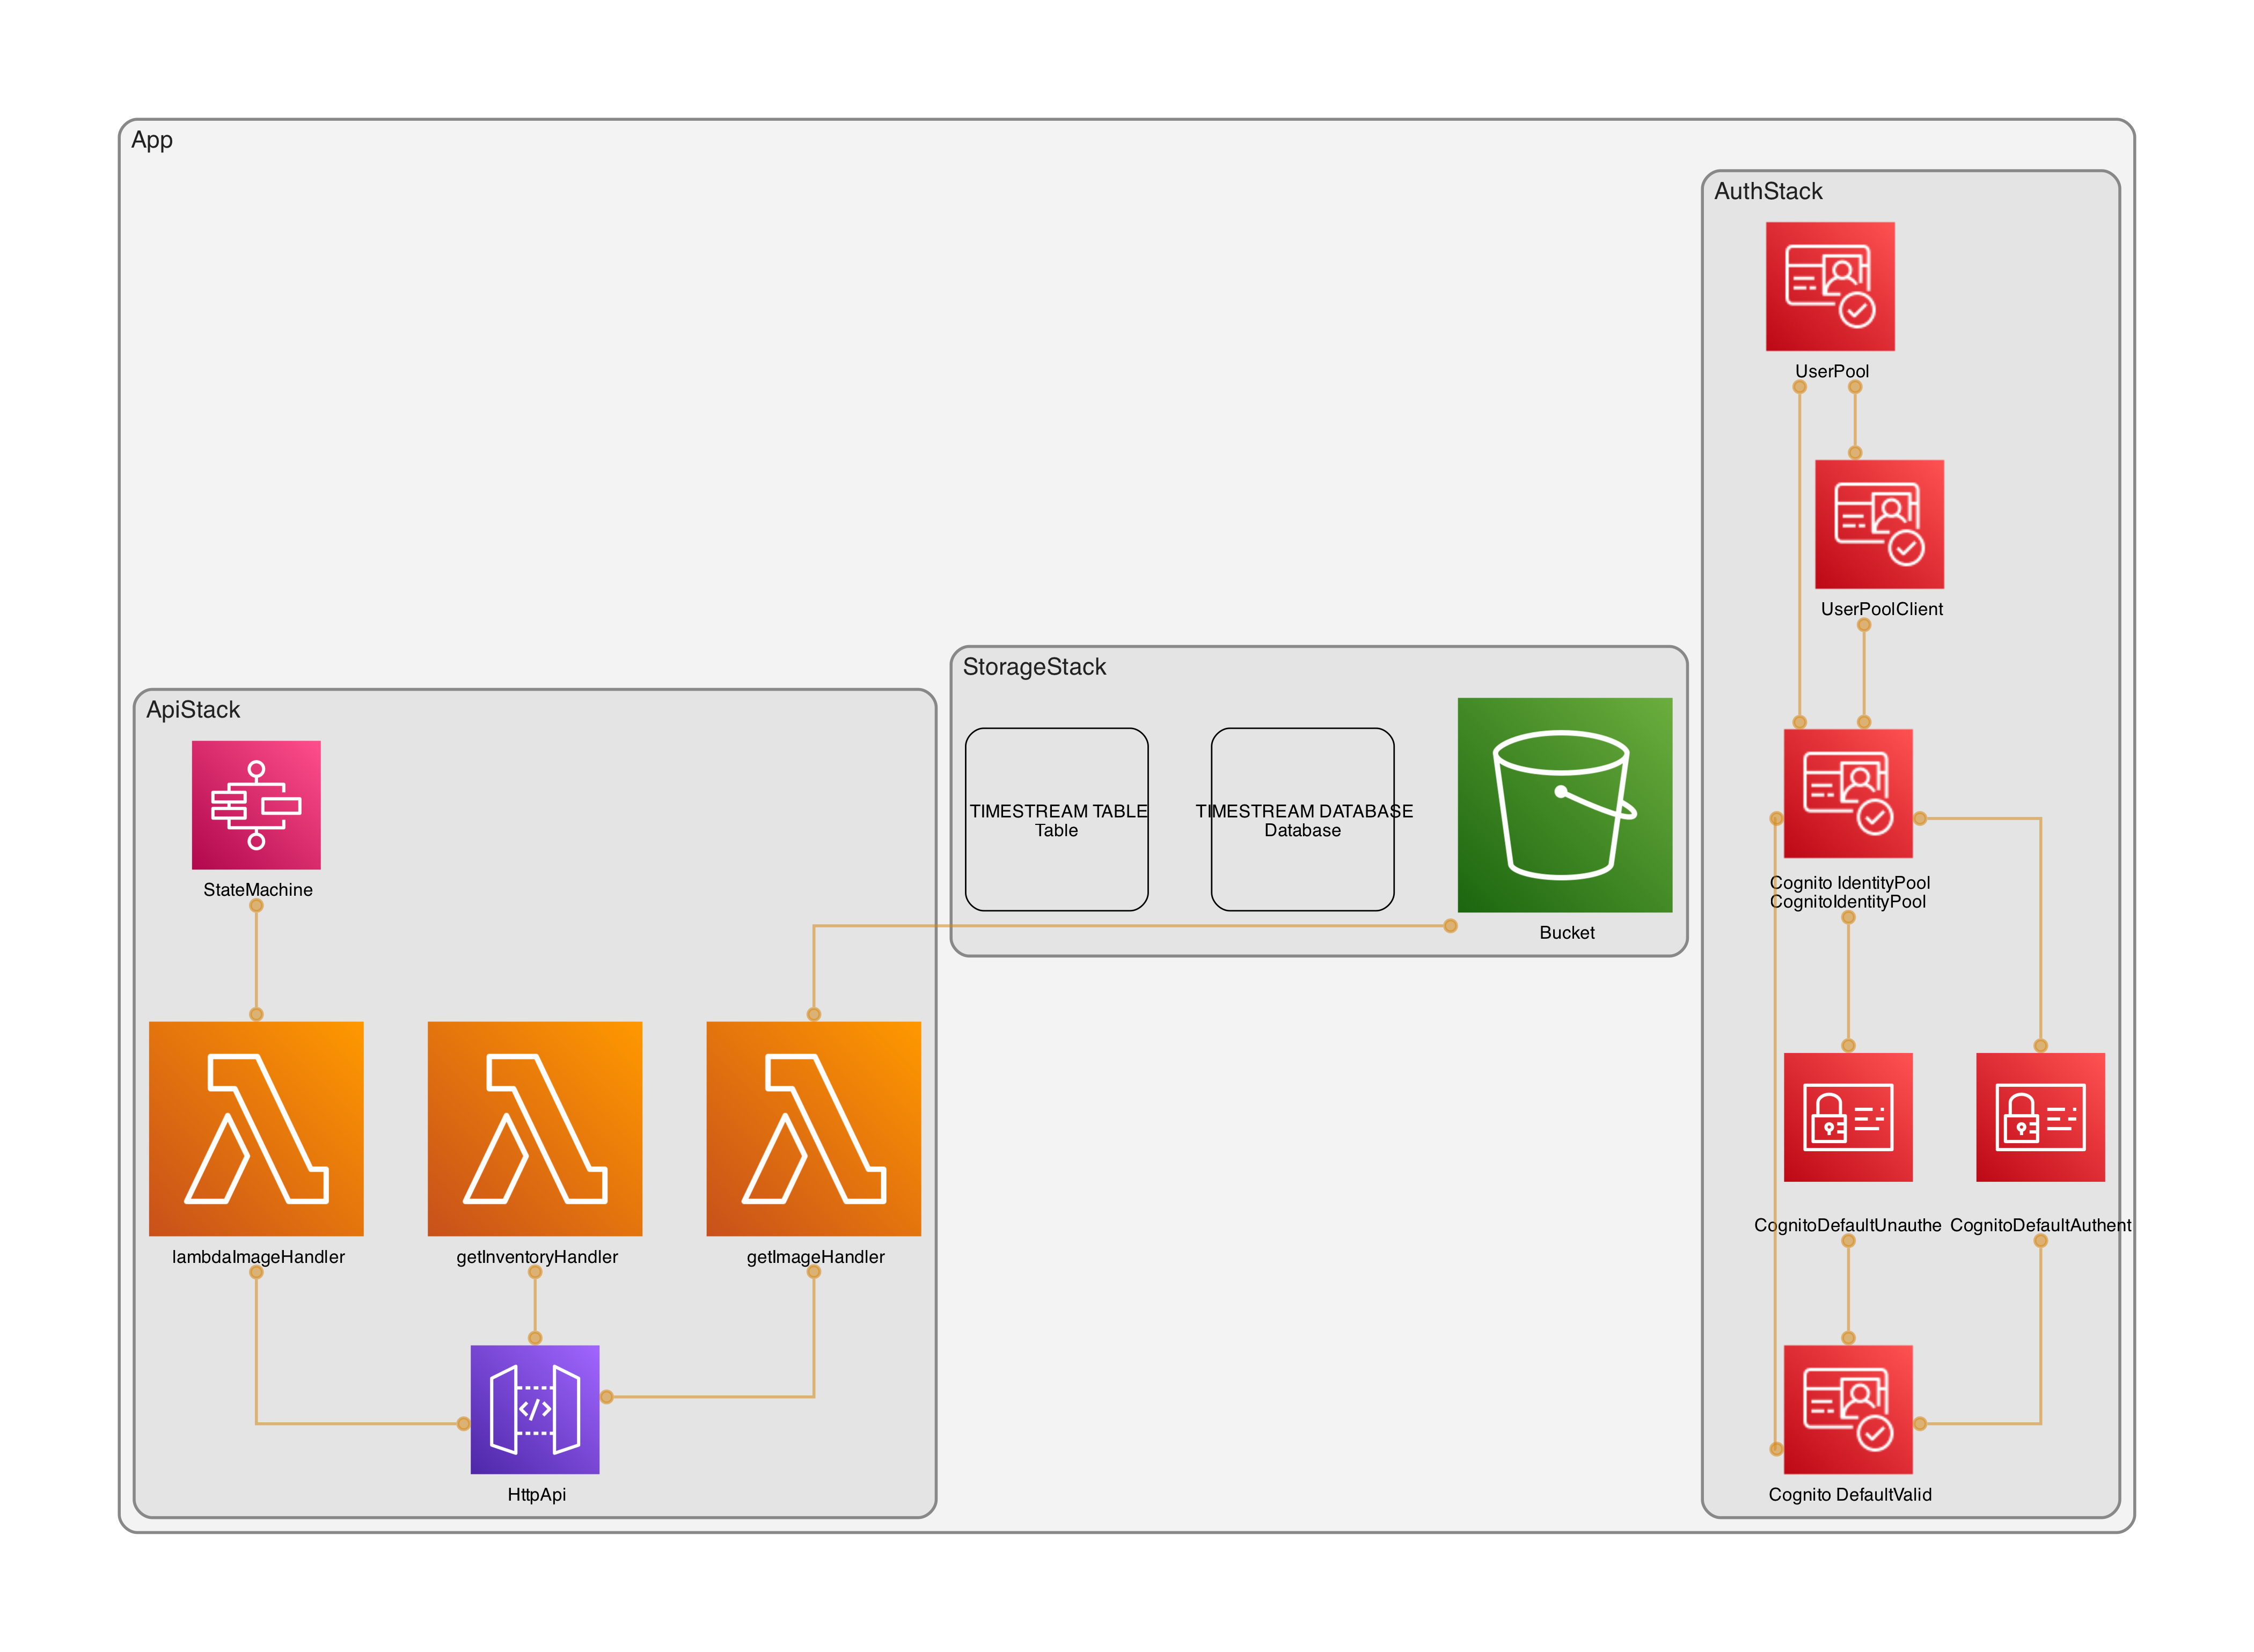 App
AuthStack
UserPool
UserPoolClient
Cognito IdentityPool
CognitoIdentityPool
CognitoDefaultUnauthe
CognitoDefaultAuthent
Cognito DefaultValid
StorageStack
TIMESTREAM TABLE
Table
TIMESTREAM DATABASE
Database
Bucket
ApiStack
StateMachine
lambdaImageHandler
getInventoryHandler
getImageHandler
HttpApi